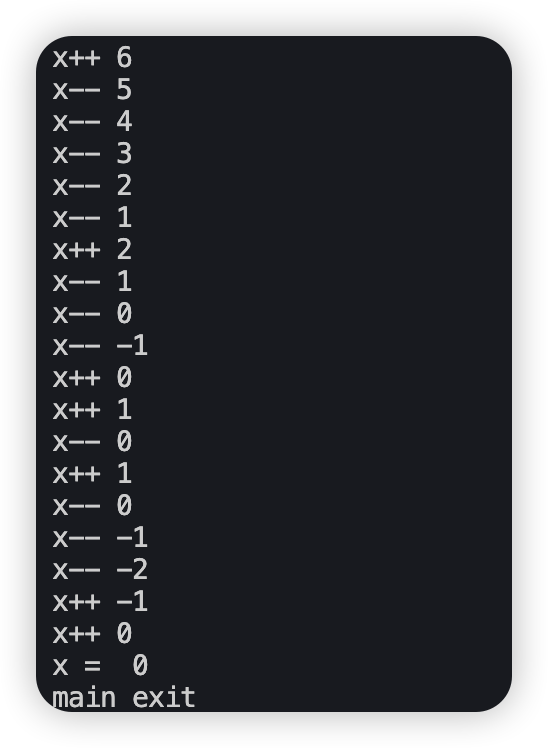 x++ 6
x-- 5
x-- 4
x-- 3
x-- 2
x-- 1
x++ 2
x-- 1
x-- 0
x-- -1
x++ 0
x++ 1
x-- 0
x++ 1
x-- 0
x-- -1
x-- -2
x++ -1
x++ 0
x =  0
main exit